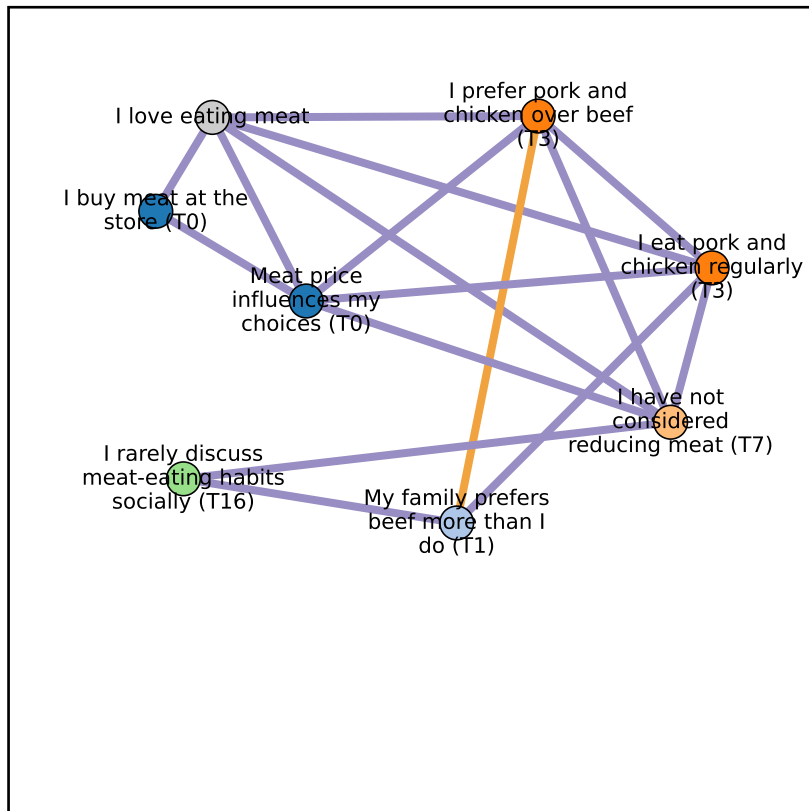 I love eating meat
I prefer pork and
chicken over beef
(T3)
I buy meat at the
store (T0)
I eat pork and
chicken regularly
(T3)
Meat price
influences my
choices (T0)
I have not
considered
reducing meat (T7)
I rarely discuss
meat-eating habits
socially (T16)
My family prefers
beef more than I
do (T1)